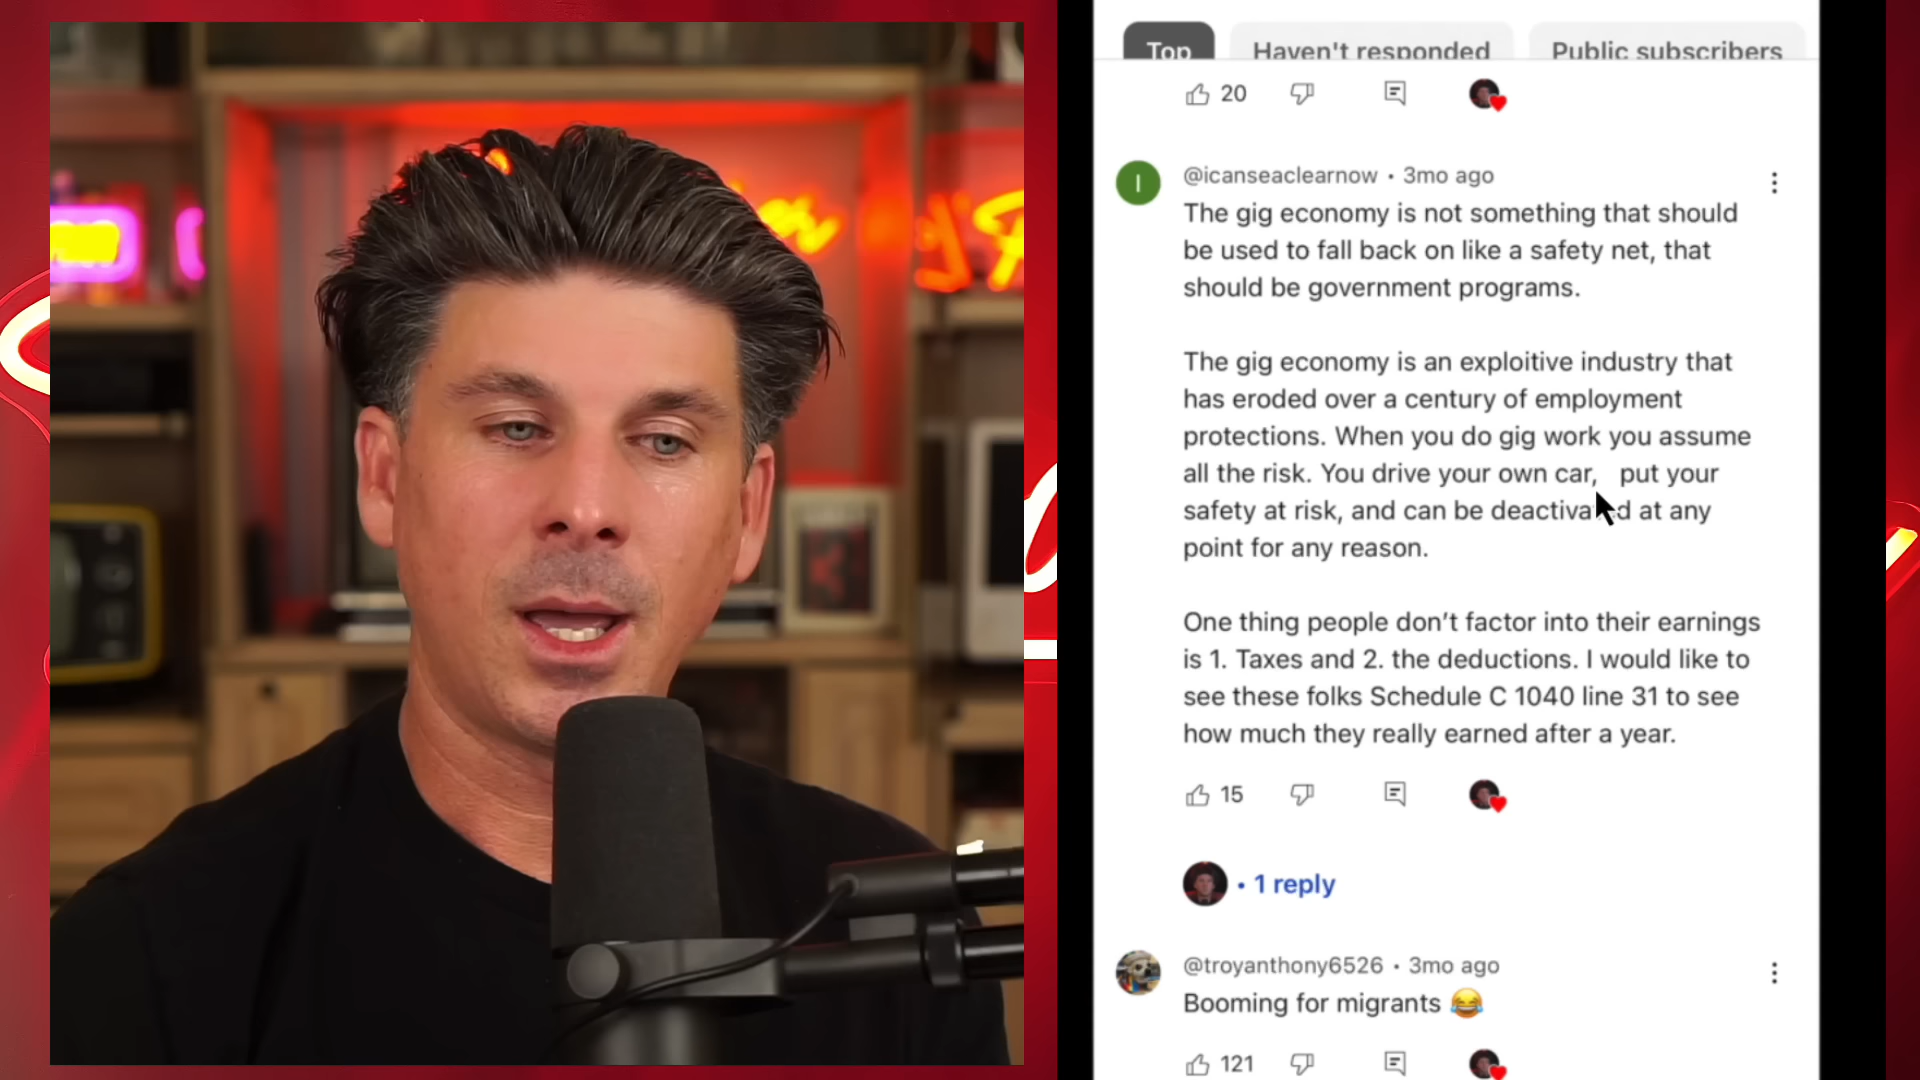 Top
Haven't responded
Public subscribers
20
I
@icanseaclearnow • 3mo ago
The gig economy is not something that should
be used to fall back on like a safety net, that
should be government programs.
The gig economy is an exploitive industry that
has eroded over a century of employment
protections. When you do gig work you assume
all the risk. You drive your own car, put your
safety at risk, and can be at any
point for any reason.
One thing people don’t factor into their earnings
is 1. Taxes and 2. the deductions. I would like to
see these folks Schedule C 1040 line 31 to see
how much they really earned after a year.
15
• 1 reply
@troyanthony6526 • 3mo ago
Booming for migrants 😂
121